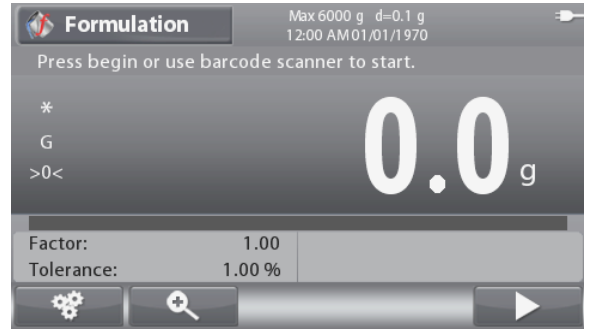 Formulation
Max 6000 g d=0.1 g
12:00 AM 01/01/1970
Press begin or use barcode scanner to start.
*
G
>0<
0.0 g
Factor: 1.00
Tolerance: 1.00 %